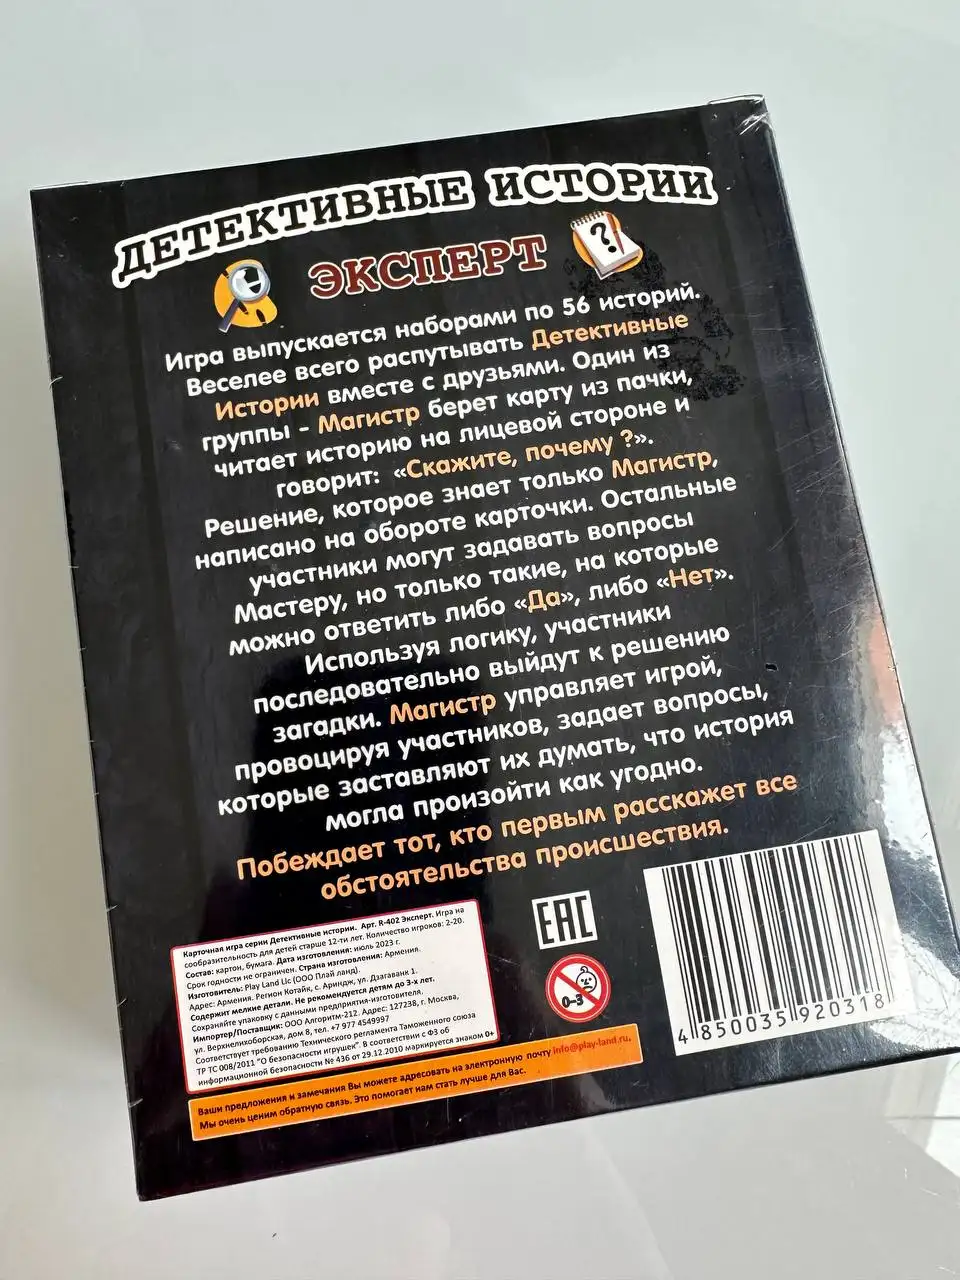 ДЕТЕКТИВНЫЕ ИСТОРИИ
ЭКСПЕРТ
?
Игра выпускается наборами по 56 историй.
Веселее всего распутывать Детективные
Истории вместе с друзьями. Один из
группы - Магистр берет карту из пачки,
читает историю на лицевой стороне и
говорит: «Скажите, почему ?».
Решение, которое знает только Магистр,
написано на обороте карточки. Остальные
участники могут задавать вопросы
Мастеру, но только такие, на которые
можно ответить либо «Да», либо «Нет».
Используя логику, участники
последовательно выйдут к решению
загадки. Магистр управляет игрой,
провоцируя участников, задает вопросы,
которые заставляют их думать, что история
могла произойти как угодно.
Побеждает тот, кто первым расскажет все
обстоятельства происшествия.
Карточная игра серии Детективные истории. Арт. R-402 Эксперт. Игра на
сообразительность для детей старше 12-ти лет. Количество игроков: 2-20.
Состав: картон, бумага. Дата изготовления: июль 2023 г.
Срок годности не ограничен. Страна изготовления: Армения.
Изготовитель: Play Land Llc (ООО Плай ланд).
Адрес: Армения. Регион Котайк, с. Ариндж, ул. Дзагаванк 1.
Содержит мелкие детали. Не рекомендуется детям до 3-х лет.
Сохраняйте упаковку с данными предприятия-изготовителя.
Импортер/Поставщик: ООО Алгоритм-212. Адрес: 127238, г. Москва,
ул. Верхнелихоборская, дом 8, тел. +7 977 4549997
Соответствует требованию Технического регламента Таможенного союза
ТР ТС 008/2011 "О безопасности игрушек". В соответствии с ФЗ об
информационной безопасности № 436 от 29.12.2010 маркируется знаком 0+
EAC
0-3
4 850035 920318
Ваши предложения и замечания Вы можете адресовать на электронную почту info@play-land.ru.
Мы очень ценим обратную связь. Это помогает нам стать лучше для Вас.